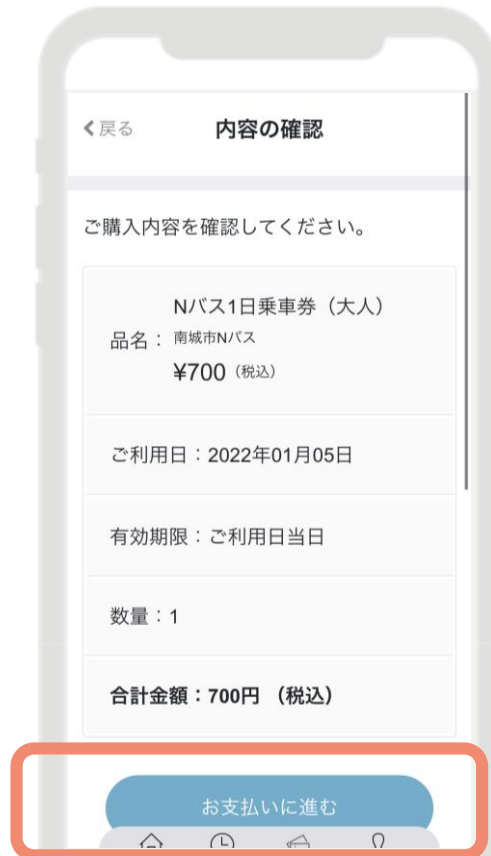 戻る 内容の確認
ご購入内容を確認してください。
Nバス1日乗車券（大人）
品名： 南城市Nバス
¥700（税込）
ご利用日：2022年01月05日
有効期限：ご利用日当日
数量：1
合計金額：700円 （税込）
お支払いに進む